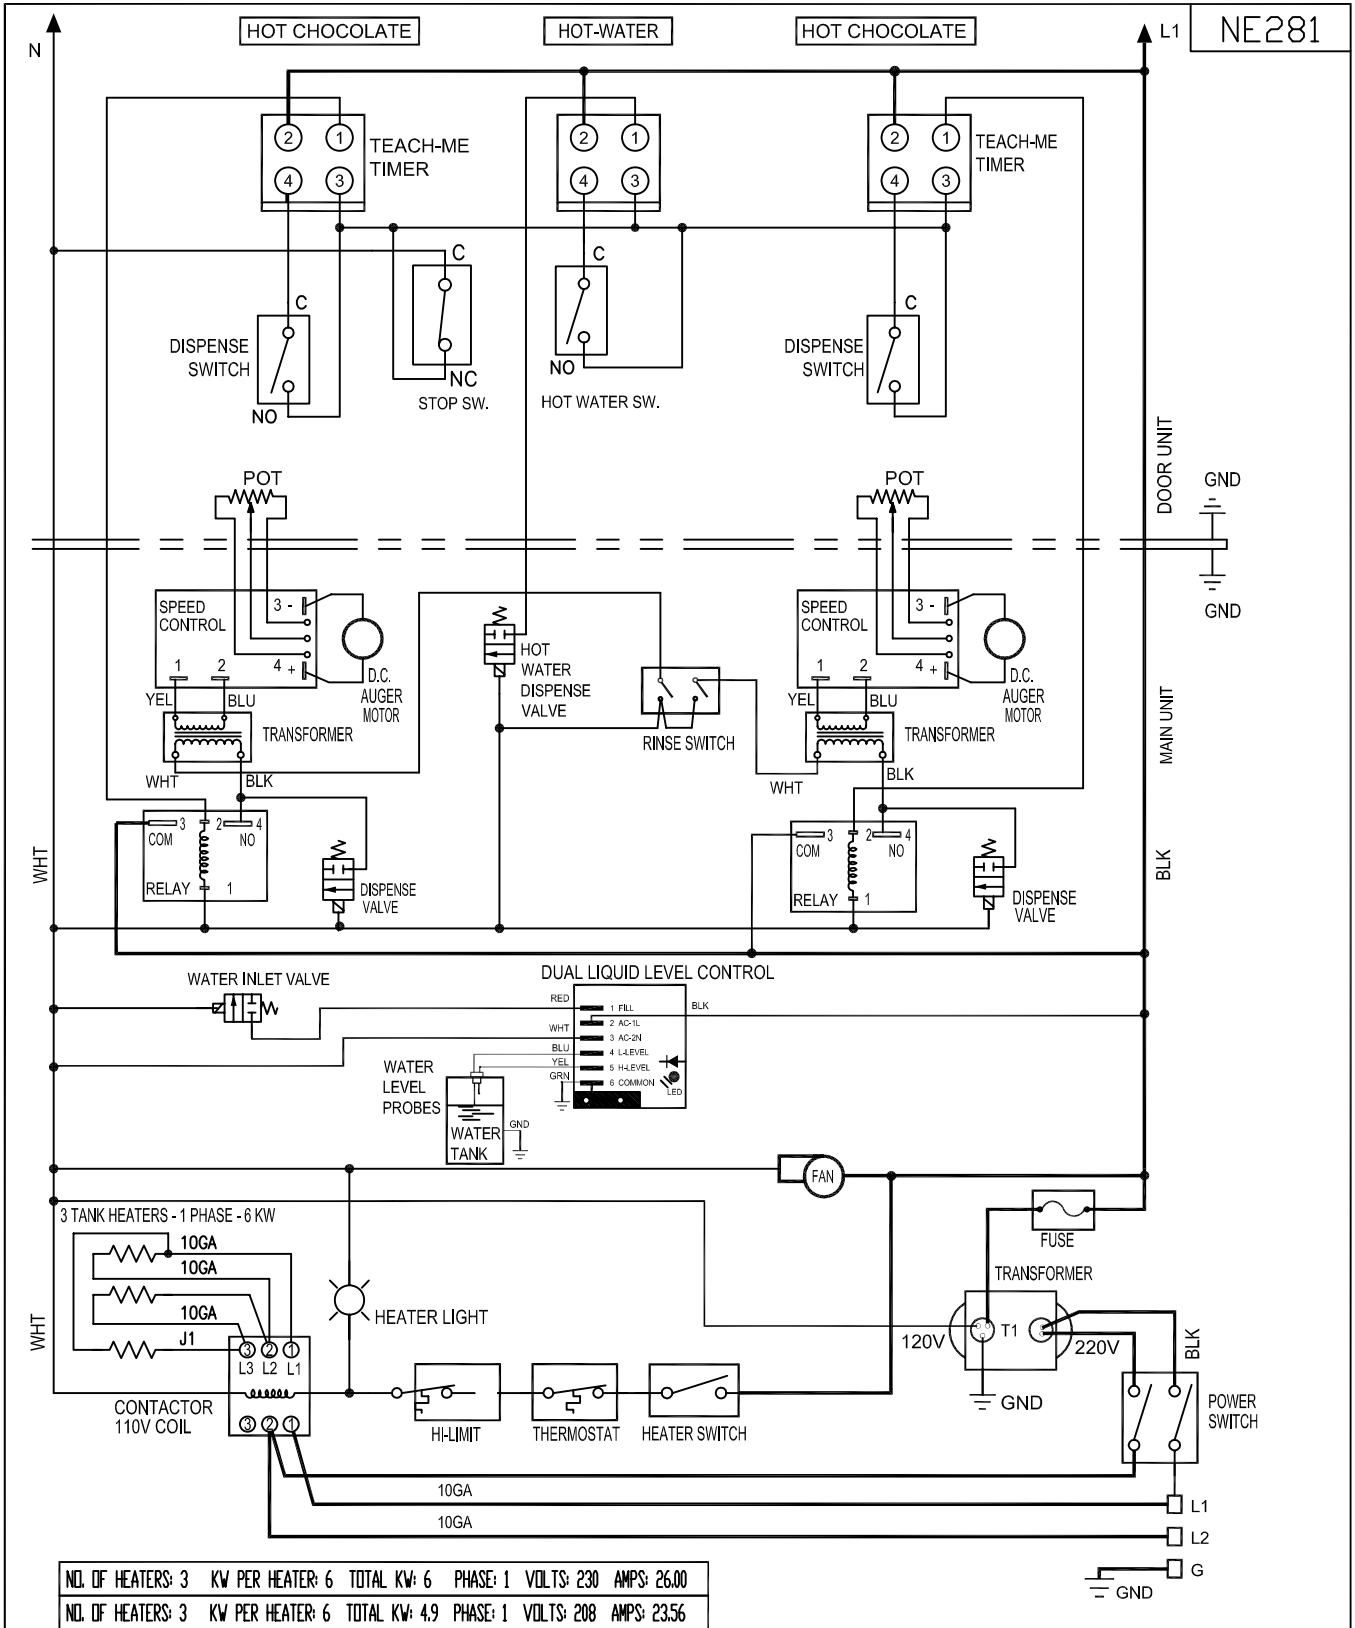 N
HOT CHOCOLATE
HOT-WATER
HOT CHOCOLATE
L1
NE281
2 1
4 3
TEACH-ME
TIMER
2 1
4 3
2 1
4 3
TEACH-ME
TIMER
C
NC
STOP SW.
C
NO
HOT WATER SW.
C
DISPENSE
SWITCH
NO
C
DISPENSE
SWITCH
DOOR UNIT
GND
GND
MAIN UNIT
POT
POT
SPEED
CONTROL
3 -
4 +
1 2
YEL
BLU
D.C.
AUGER
MOTOR
TRANSFORMER
WHT
BLK
HOT
WATER
DISPENSE
VALVE
RINSE SWITCH
SPEED
CONTROL
3 -
4 +
1 2
YEL
BLU
D.C.
AUGER
MOTOR
TRANSFORMER
WHT
BLK
3
COM
2
4
NO
RELAY 1
DISPENSE
VALVE
3
COM
2
4
NO
RELAY 1
DISPENSE
VALVE
WHT
BLK
WATER INLET VALVE
DUAL LIQUID LEVEL CONTROL
RED
WHT
BLU
YEL
GRN
1 FILL
2 AC-1L
3 AC-2N
4 L-LEVEL
5 H-LEVEL
6 COMMON
LED
BLK
WATER
LEVEL
PROBES
WATER
TANK
GND
FAN
FUSE
3 TANK HEATERS - 1 PHASE - 6 KW
10GA
10GA
10GA
J1
3 2 1
L3 L2 L1
3 2 1
WHT
CONTACTOR
110V COIL
HEATER LIGHT
HI-LIMIT
THERMOSTAT
HEATER SWITCH
TRANSFORMER
120V
T1
220V
GND
BLK
POWER
SWITCH
10GA
10GA
L1
L2
G
GND
NO. OF HEATERS: 3 KW PER HEATER: 6 TOTAL KW: 6 PHASE: 1 VOLTS: 230 AMPS: 26.00
NO. OF HEATERS: 3 KW PER HEATER: 6 TOTAL KW: 4.9 PHASE: 1 VOLTS: 208 AMPS: 23.56